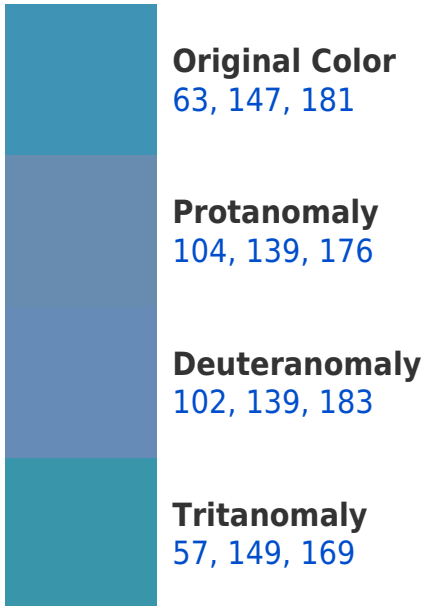 Original Color
63, 147, 181
Protanomaly
104, 139, 176
Deuteranomaly
102, 139, 183
Tritanomaly
57, 149, 169